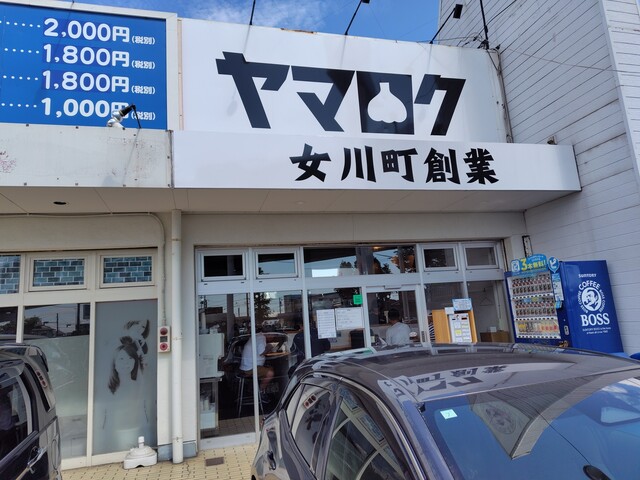 2,000円(税別)
1,800円(税別)
1,800円(税別)
1,000円(税別)
ヤマロク
女川町創業
SUNTORY
COFFEE
BOSS